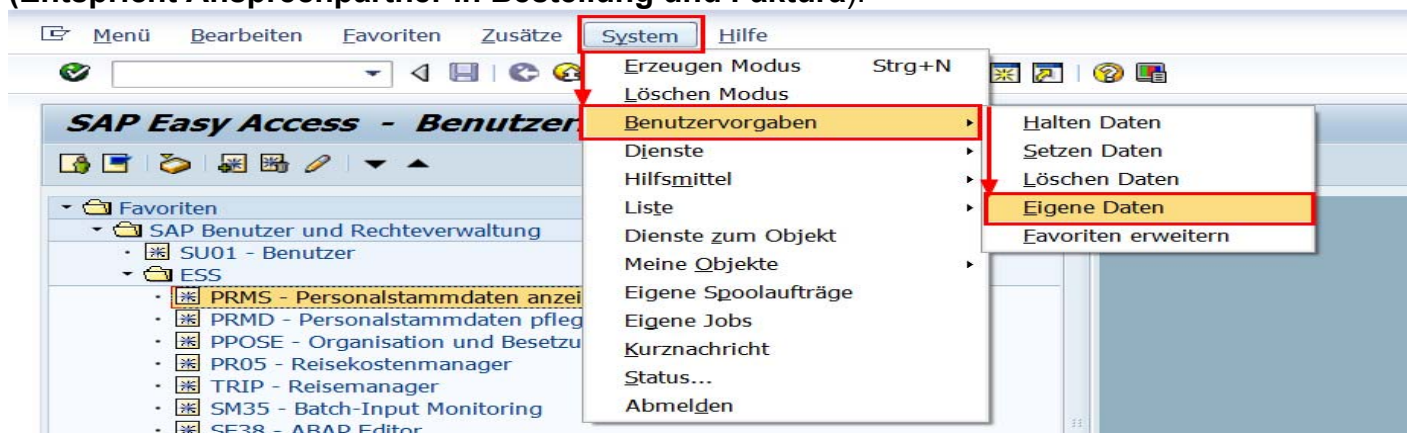 (Entspricht Ansprechpartner in Bestellung und Faktura).
Menü Bearbeiten Favoriten Zusätze System Hilfe
Erzeugen Modus Strg+N
Löschen Modus
Benutzervorgaben
Dienste
Hilfsmittel
Liste
Dienste zum Objekt
Meine Objekte
Eigene Spoolaufträge
Eigene Jobs
Kurznachricht
Status...
Abmelden
Halten Daten
Setzen Daten
Löschen Daten
Eigene Daten
Favoriten erweitern
SAP Easy Access - Benutzer
Favoriten
SAP Benutzer und Rechteverwaltung
SU01 - Benutzer
ESS
PRMS - Personalstammdaten anzei
PRMD - Personalstammdaten pfleg
PPOSE - Organisation und Besetzu
PR05 - Reisekostenmanager
TRIP - Reisemanager
SM35 - Batch-Input Monitoring
SE38 - ABAP Editor